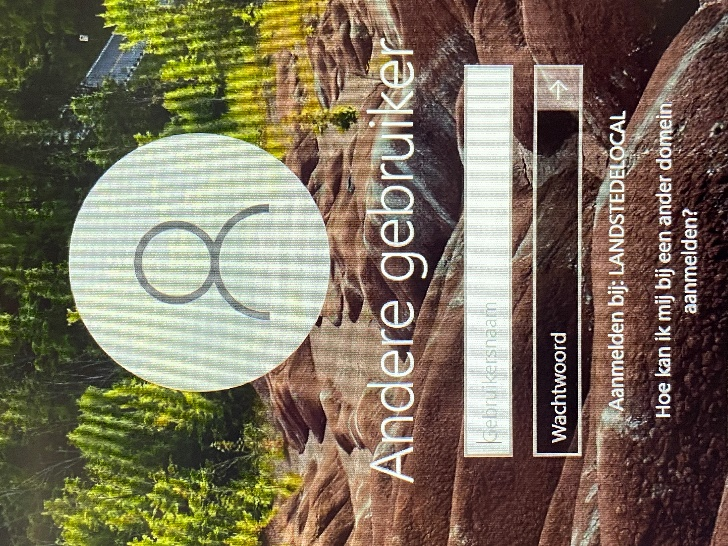 Andere gebruiker
Gebruikersnaam
Wachtwoord
Aanmelden bij: LANDSTEDELOCAL
Hoe kan ik mij bij een ander domein
aanmelden?